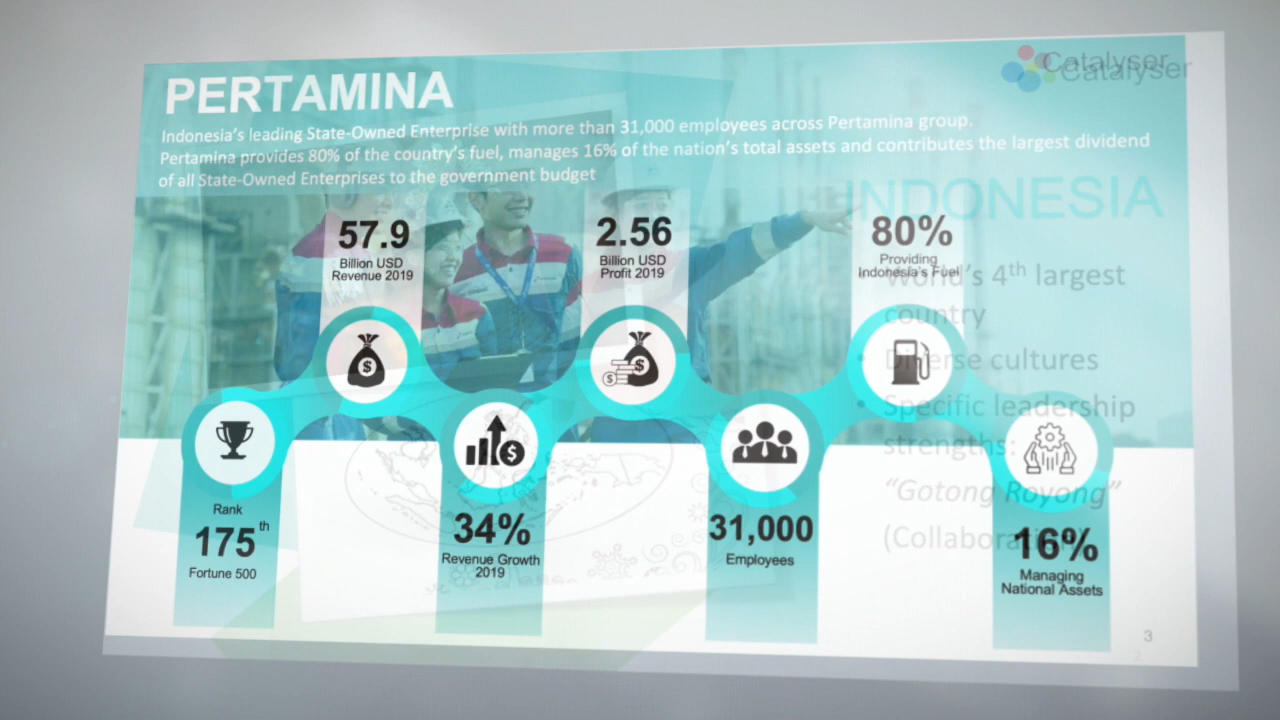 Catalyser
Catalyser
PERTAMINA
Indonesia's leading State-Owned Enterprise with more than 31,000 employees across Pertamina group.
Pertamina provides 80% of the country's fuel, manages 16% of the nation's total assets and contributes the largest dividend
of all State-Owned Enterprises to the government budget
57.9
Billion USD
Revenue 2019
2.56
Billion USD
Profit 2019
80%
Providing
Indonesia's Fuel
Rank
175th
Fortune 500
34%
Revenue Growth
2019
31,000
Employees
16%
Managing
National Assets
3
INDONESIA
World's 4th largest
country
• Diverse cultures
• Specific leadership
strengths:
"Gotong Royong"
2